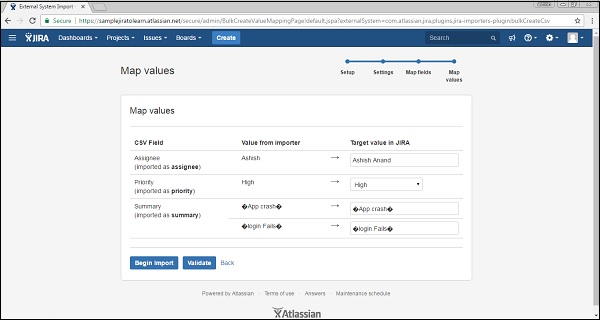 External System Import -
Secure https://samplejiratolearn.atlassian.net/secure/admin/BulkCreateValueMappingPage!default.jspa?externalSystem=com.atlassian.jira.plugins.jira-importers-plugin:bulkCreateCsv
JIRA Dashboards Projects Issues Boards Create Search
Map values
Setup Settings Map fields Map
values
Map values
CSV Field Value from importer Target value in JIRA
Assignee Ashish → Ashish Anand
(imported as assignee)
Priority High → High
(imported as priority)
Summary �App crash� → �App crash�
(imported as summary)
�login Fails� → �login Fails�
Begin Import Validate Back
Powered by Atlassian · Terms of use · Answers · Maintenance schedule
Atlassian